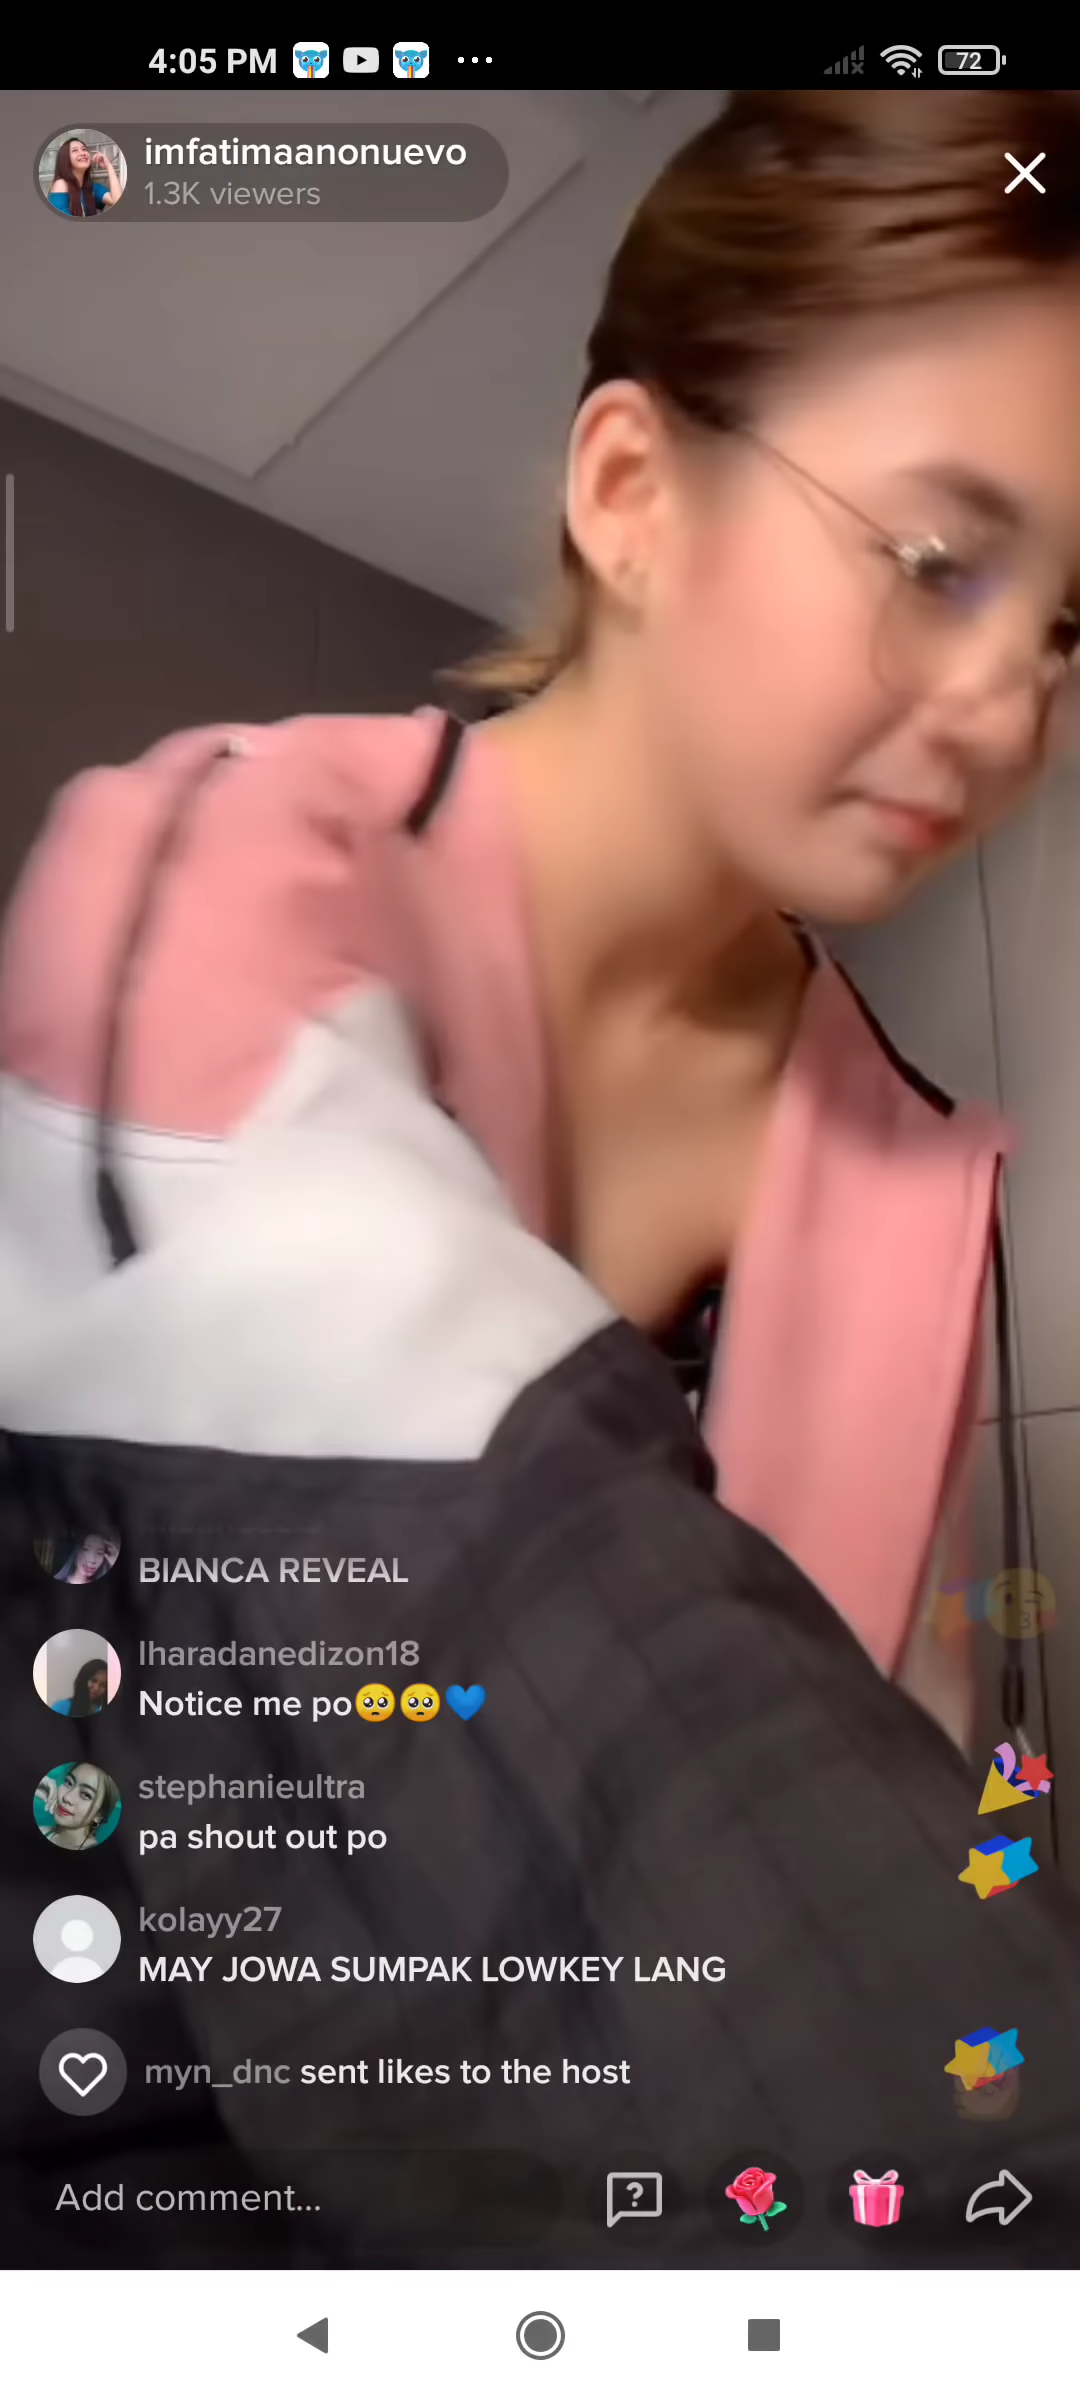 4:05 PM
72
imfatimaanonuevo
1.3K viewers
BIANCA REVEAL
lharadanedizon18
Notice me po🥺🥺💙
stephanieultra
pa shout out po
kolayy27
MAY JOWA SUMPAK LOWKEY LANG
myn_dnc sent likes to the host
Add comment...